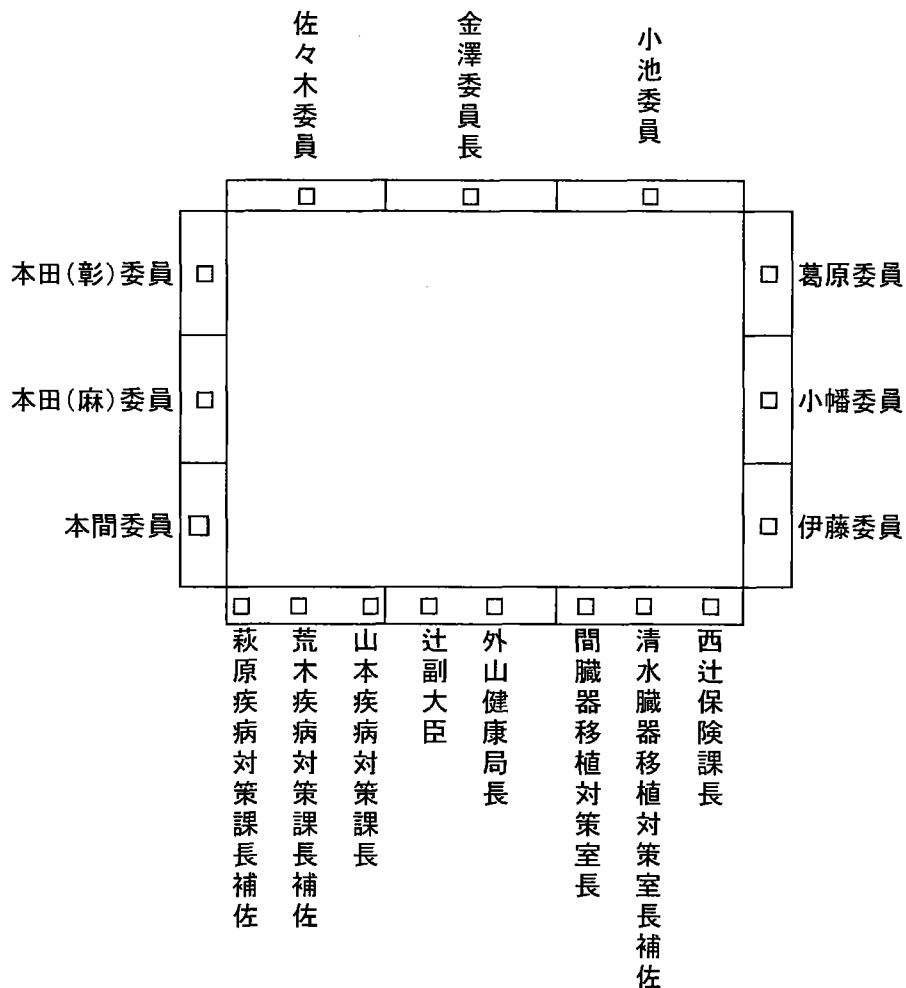 佐々木委員
金澤委員長
小池委員
本田(彰)委員
葛原委員
本田(麻)委員
小幡委員
本間委員
伊藤委員
萩原疾病対策課長補佐
荒木疾病対策課長補佐
山本疾病対策課長
辻副大臣
外山健康局長
間臓器移植対策室長
清水臓器移植対策室長補佐
西辻保険課長